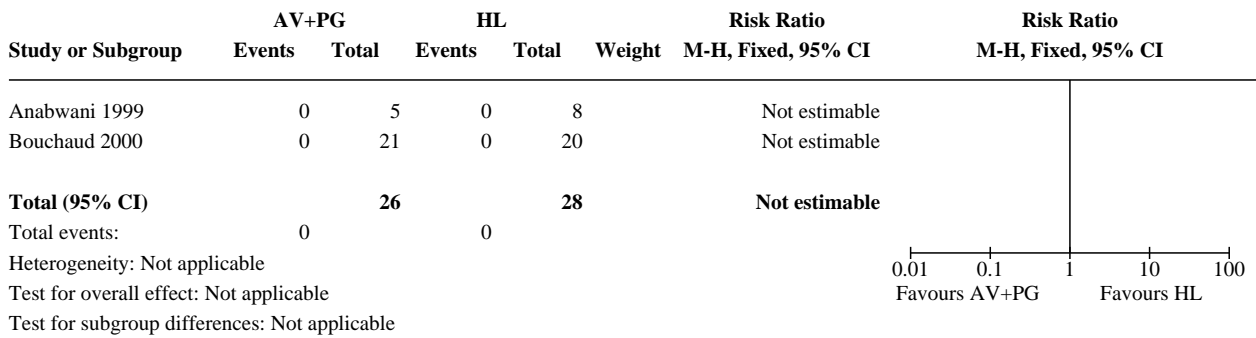 AV+PG HL Risk Ratio Risk Ratio
Study or Subgroup Events Total Events Total Weight M-H, Fixed, 95% CI M-H, Fixed, 95% CI
Anabwani 1999 0 5 0 8 Not estimable
Bouchaud 2000 0 21 0 20 Not estimable
Total (95% CI) 26 28 Not estimable
Total events: 0 0
Heterogeneity: Not applicable
0.01 0.1 1 10 100
Test for overall effect: Not applicable
Favours AV+PG Favours HL
Test for subgroup differences: Not applicable